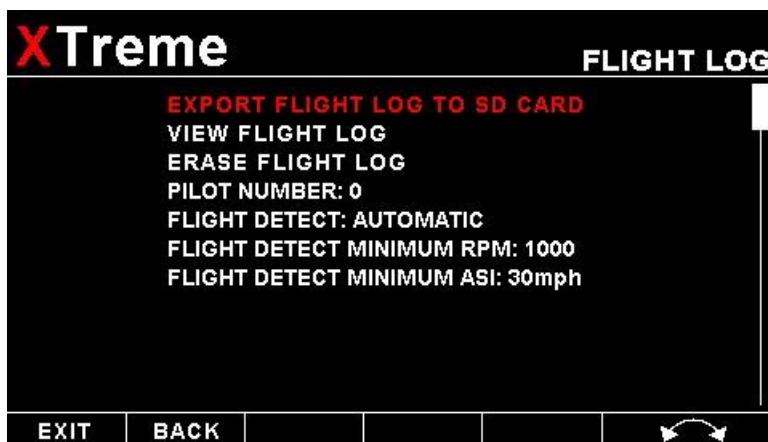 XTreme
FLIGHT LOG
EXPORT FLIGHT LOG TO SD CARD
VIEW FLIGHT LOG
ERASE FLIGHT LOG
PILOT NUMBER: 0
FLIGHT DETECT: AUTOMATIC
FLIGHT DETECT MINIMUM RPM: 1000
FLIGHT DETECT MINIMUM ASI: 30mph
EXIT BACK